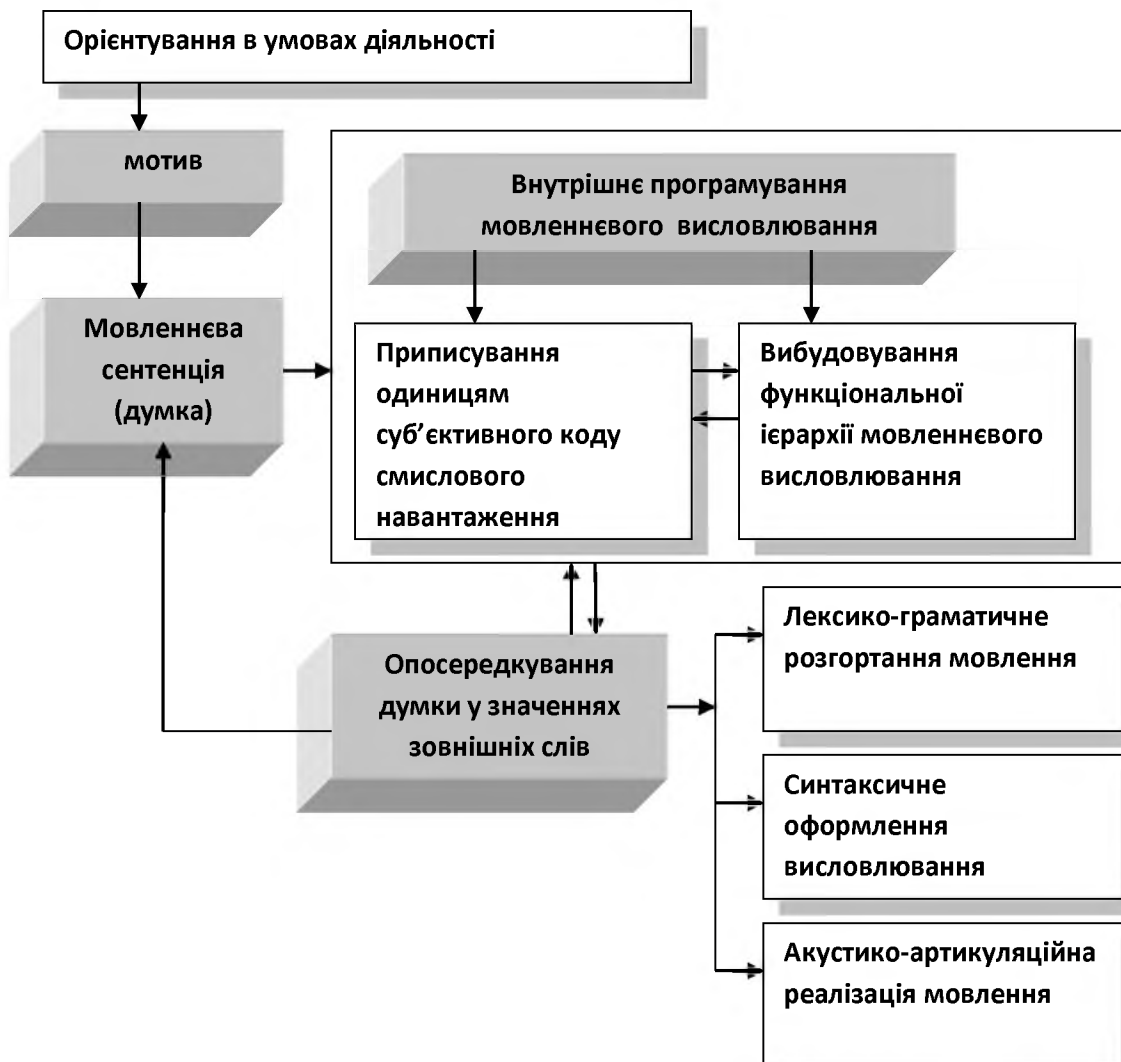 Орієнтування в умовах діяльності
мотив
Внутрішнє програмування
мовленнєвого висловлювання
Мовленнєва
сентенція
(думка)
Приписування
одиницям
суб’єктивного коду
смислового
навантаження
Вибудовування
функціональної
ієрархії мовленнєвого
висловлювання
Опосередкування
думки у значеннях
зовнішніх слів
Лексико-граматичне
розгортання мовлення
Синтаксичне
оформлення
висловлювання
Акустико-артикуляційна
реалізація мовлення